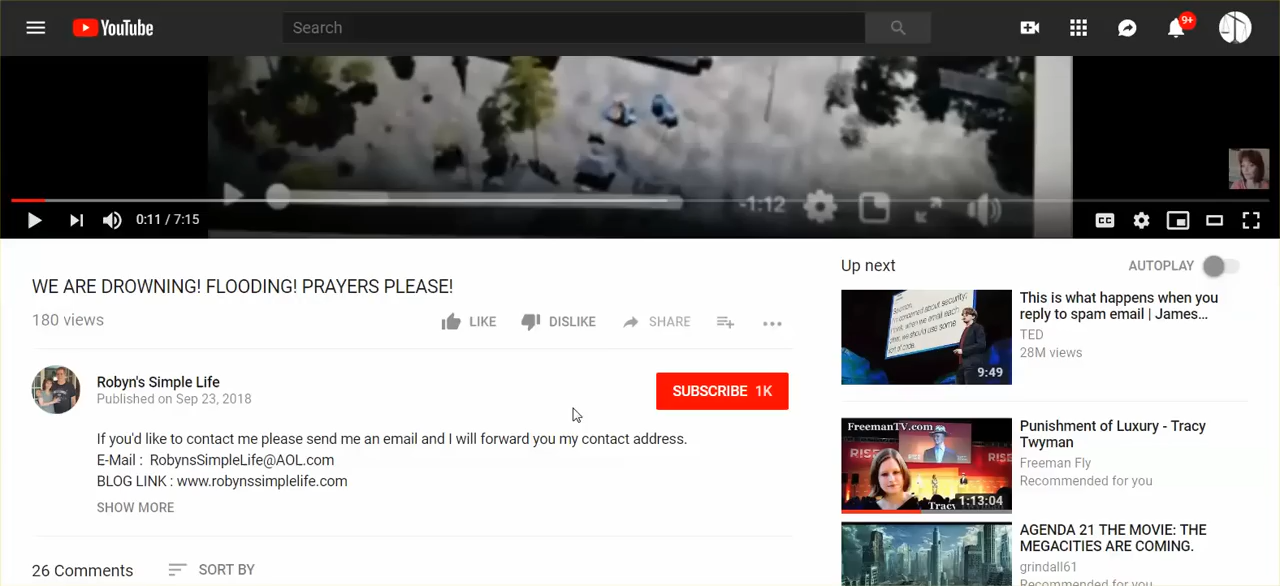 YouTube
Search
9+
-1:12
0:11 / 7:15
CC
WE ARE DROWNING! FLOODING! PRAYERS PLEASE!
180 views
LIKE
DISLIKE
SHARE
Robyn's Simple Life
Published on Sep 23, 2018
SUBSCRIBE 1K
If you'd like to contact me please send me an email and I will forward you my contact address.
E-Mail : RobynsSimpleLife@AOL.com
BLOG LINK : www.robynssimplelife.com
SHOW MORE
26 Comments
SORT BY
Up next
AUTOPLAY
9:49
This is what happens when you
reply to spam email | James...
TED
28M views
FreemanTV.com
RISE
1:13:04
Punishment of Luxury - Tracy
Twyman
Freeman Fly
Recommended for you
AGENDA 21 THE MOVIE: THE
MEGACITIES ARE COMING.
grindall61
Recommended for you